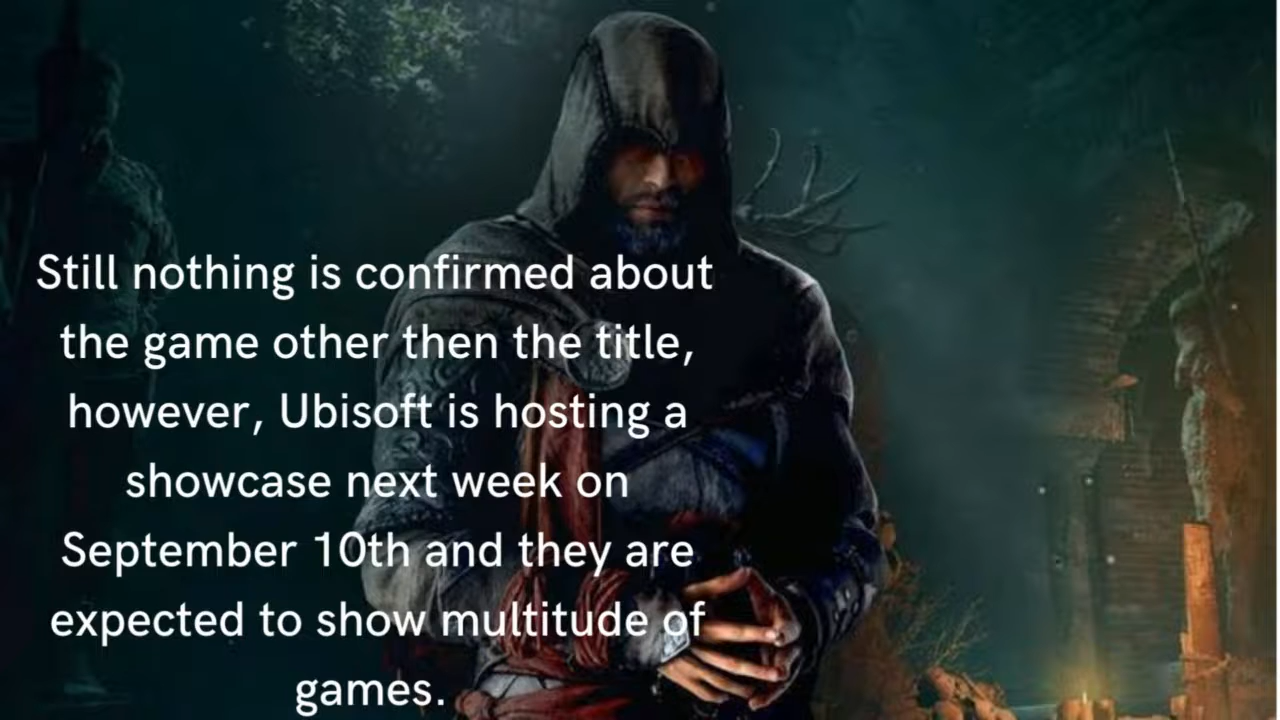 Still nothing is confirmed about
the game other then the title,
however, Ubisoft is hosting a
showcase next week on
September 10th and they are
expected to show multitude of
games.